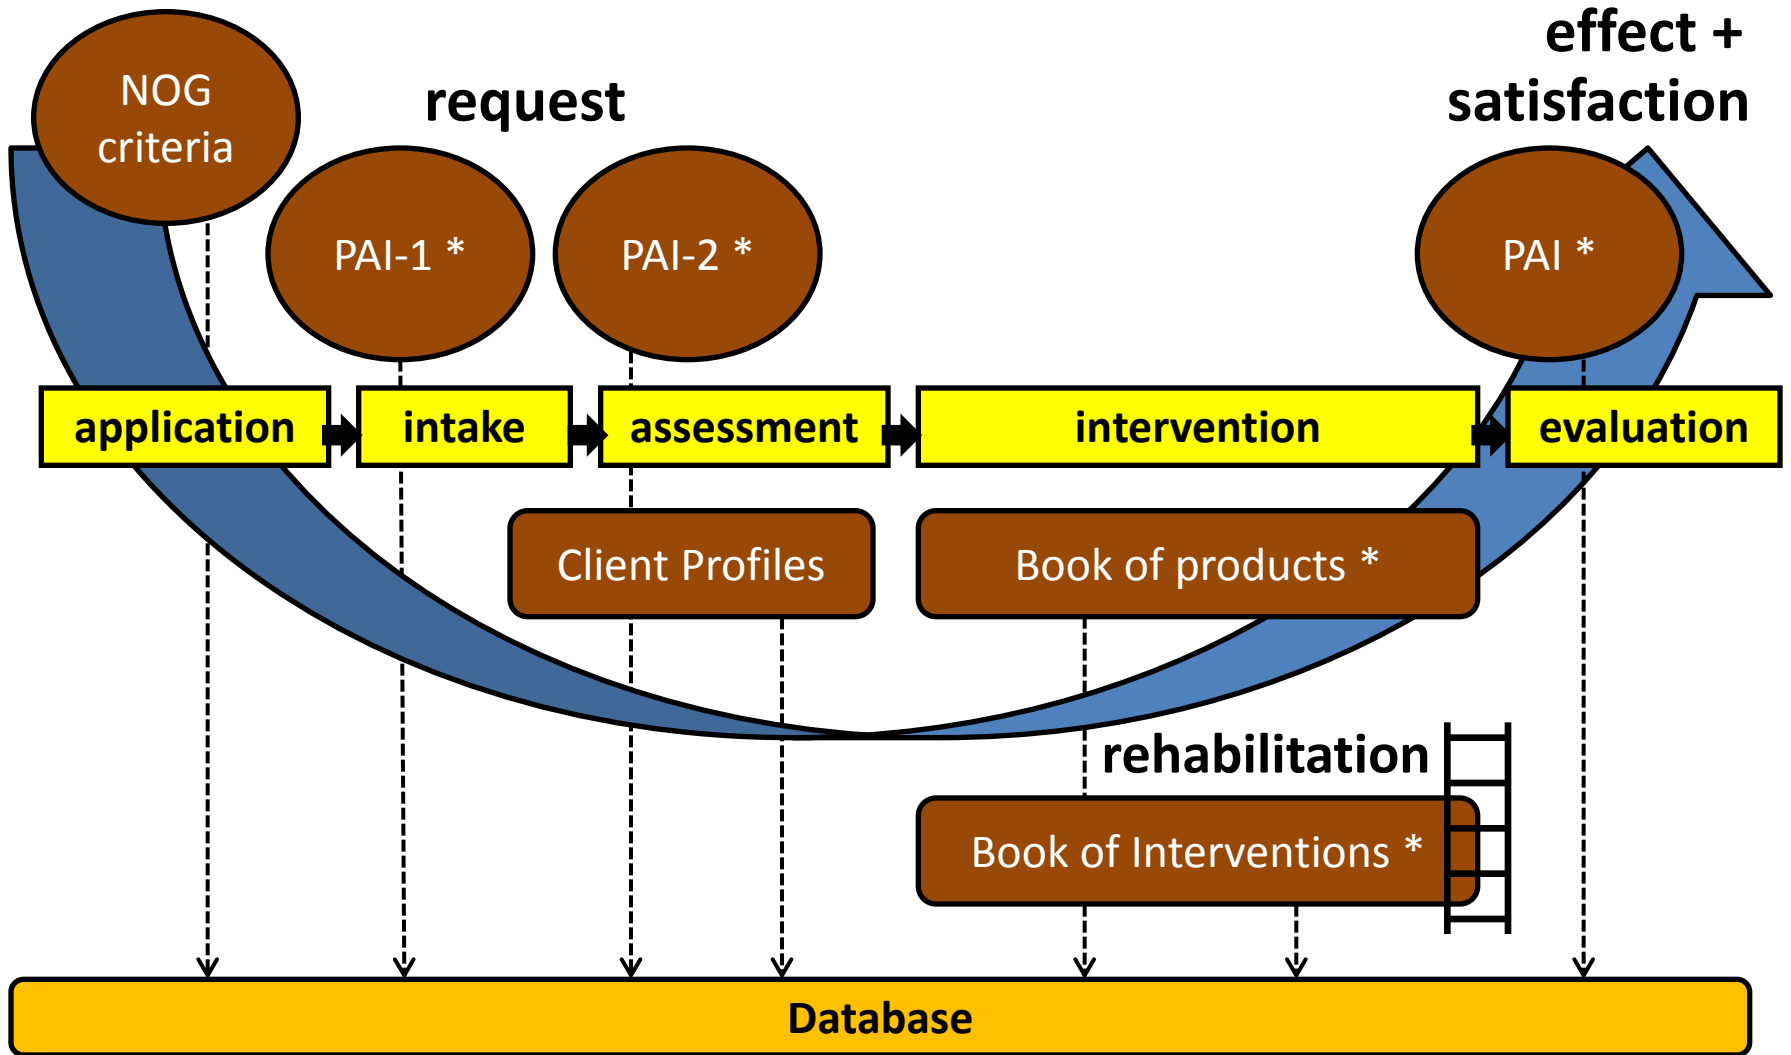 NOG
criteria
request
effect +
satisfaction
PAI-1 *
PAI-2 *
PAI *
application
intake
assessment
intervention
evaluation
Client Profiles
Book of products *
rehabilitation
Book of Interventions *
Database